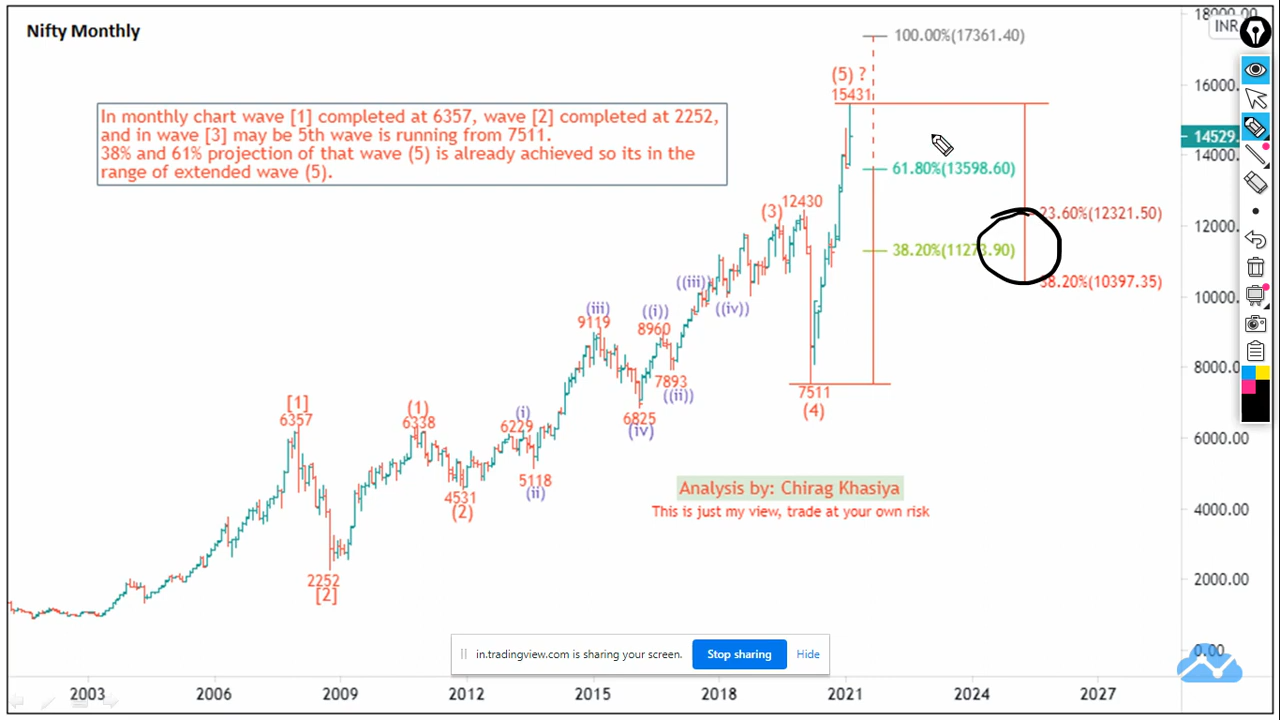 Nifty Monthly
In monthly chart wave [1] completed at 6357, wave [2] completed at 2252,
and in wave [3] may be 5th wave is running from 7511.
38% and 61% projection of that wave (5) is already achieved so its in the
range of extended wave (5).
100.00%(17361.40)
(5) ?
15431
61.80%(13598.60)
(3)
12430
23.60%(12321.50)
38.20%(11273.90)
38.20%(10397.35)
((iii))
((iv))
(iii)
9119
((i))
8960
7893
((ii))
7511
(4)
6825
(iv)
[1]
6357
(1)
6338
(i)
6229
5118
(ii)
4531
(2)
2252
[2]
Analysis by: Chirag Khasiya
This is just my view, trade at your own risk
in.tradingview.com is sharing your screen.
Stop sharing
Hide
INR
16000.00
14529.
14000.00
12000.00
10000.00
8000.00
6000.00
4000.00
2000.00
0.00
2003
2006
2009
2012
2015
2018
2021
2024
2027